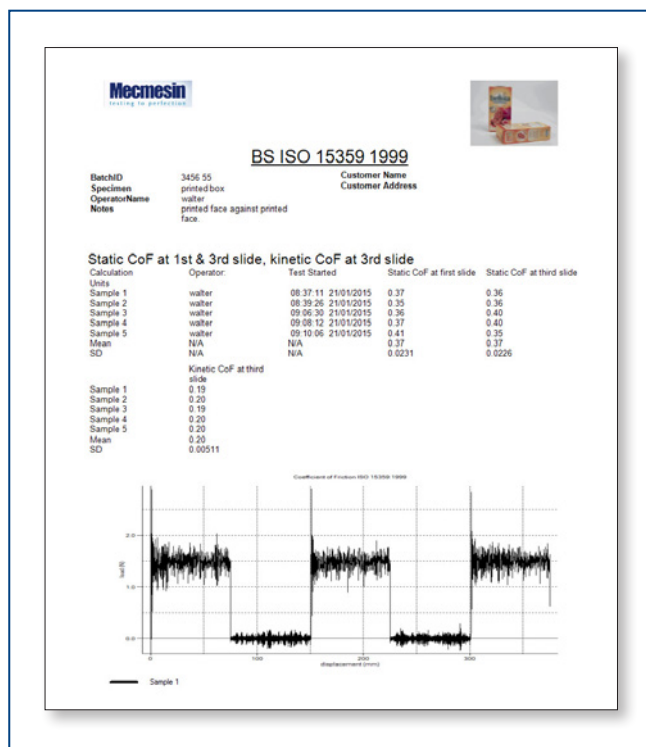 Mecmesin
testing to perfection
BS ISO 15359 1999
BatchID 3456 55 Customer Name
Specimen printed box Customer Address
OperatorName walter
Notes printed face against printed
face.
Static CoF at 1st & 3rd slide, kinetic CoF at 3rd slide
Calculation Operator: Test Started Static CoF at first slide Static CoF at third slide
Units
Sample 1 walter 08:37:11 21/01/2015 0.37 0.36
Sample 2 walter 08:39:26 21/01/2015 0.35 0.36
Sample 3 walter 09:06:30 21/01/2015 0.36 0.40
Sample 4 walter 09:08:12 21/01/2015 0.37 0.40
Sample 5 walter 09:10:06 21/01/2015 0.41 0.35
Mean N/A N/A 0.37 0.37
SD N/A N/A 0.0231 0.0226
Kinetic CoF at third
slide
Sample 1 0.19
Sample 2 0.20
Sample 3 0.19
Sample 4 0.20
Sample 5 0.20
Mean 0.20
SD 0.00511
Coefficient of Friction ISO 15359 1999
load (N)
2.0
1.0
0.0
0 100 200 300
displacement (mm)
Sample 1